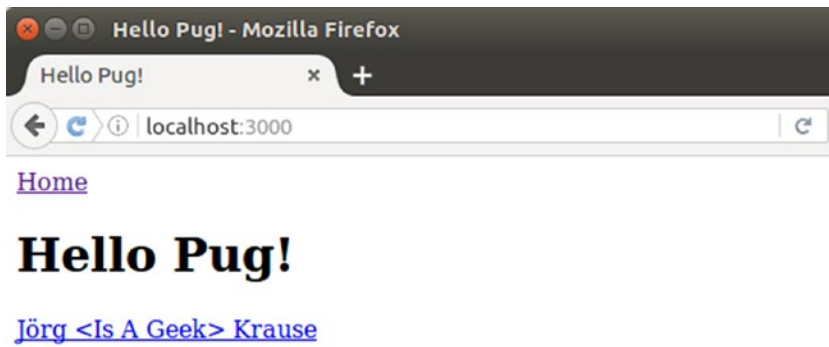 Hello Pug! - Mozilla Firefox
Hello Pug!
localhost:3000
Home
Hello Pug!
Jörg <Is A Geek> Krause